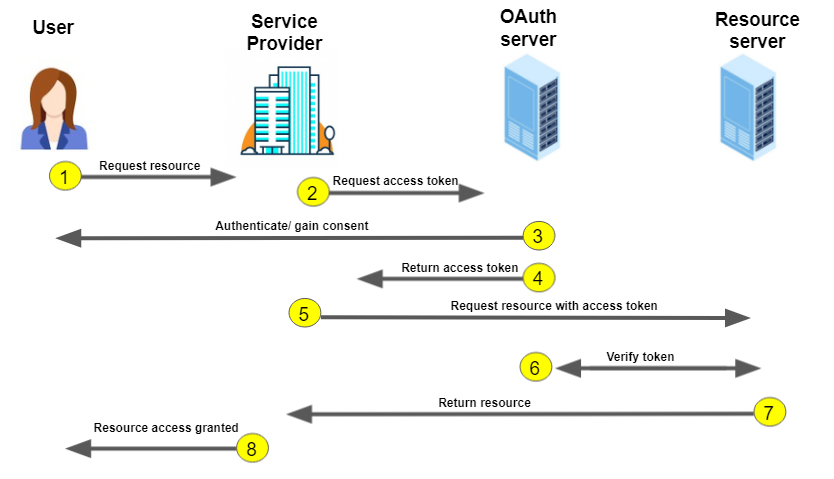 User
Service
Provider
OAuth
server
Resource
server
1
Request resource
2
Request access token
Authenticate/ gain consent
3
Return access token
4
5
Request resource with access token
6
Verify token
Return resource
7
Resource access granted
8